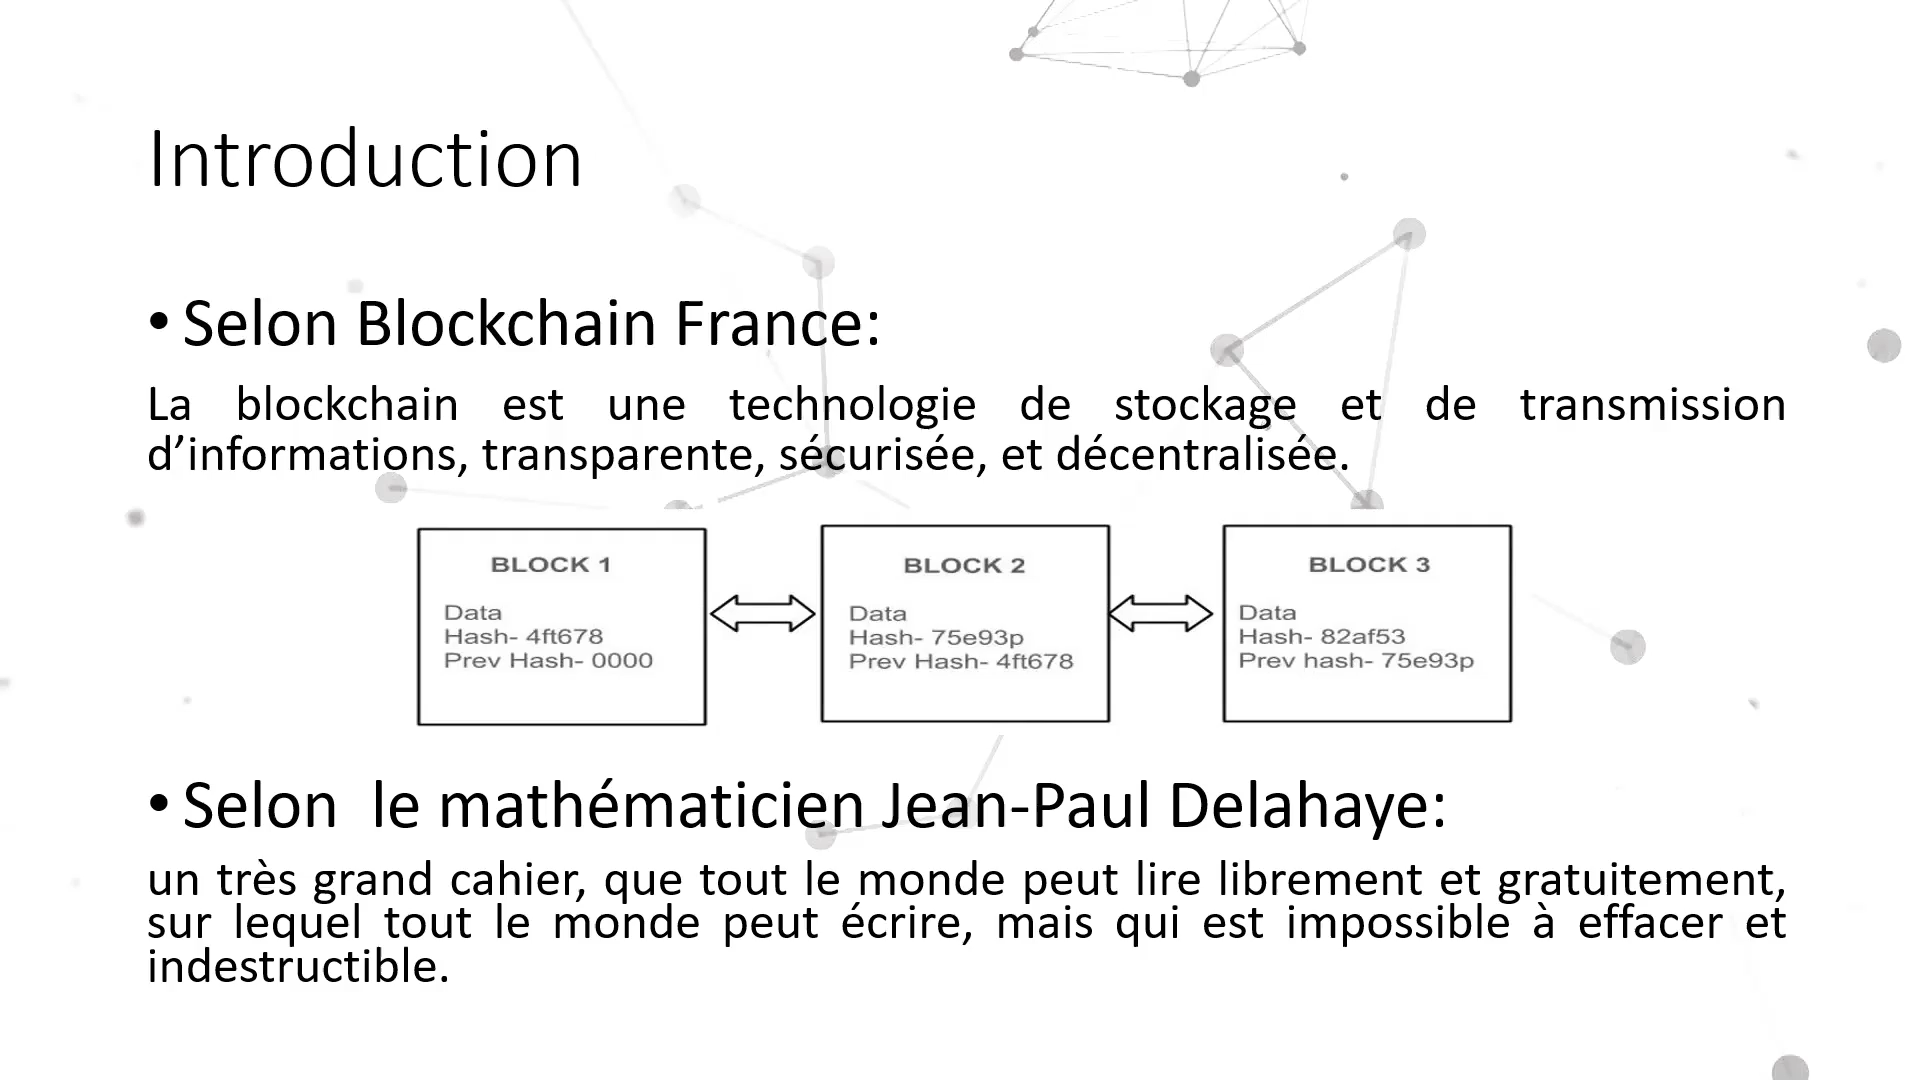 Introduction
• Selon Blockchain France:
La blockchain est une technologie de stockage et de transmission
d’informations, transparente, sécurisée, et décentralisée.
BLOCK 1
Data
Hash- 4ft678
Prev Hash- 0000
BLOCK 2
Data
Hash- 75e93p
Prev Hash- 4ft678
BLOCK 3
Data
Hash- 82af53
Prev hash- 75e93p
• Selon  le mathématicien Jean-Paul Delahaye:
un très grand cahier, que tout le monde peut lire librement et gratuitement,
sur lequel tout le monde peut écrire, mais qui est impossible à effacer et
indestructible.